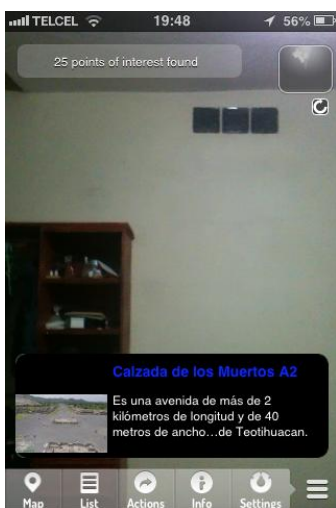 TELCEL 19:48 56%
25 points of interest found
Calzada de los Muertos A2
Es una avenida de más de 2
kilómetros de longitud y de 40
metros de ancho...de Teotihuacan.
Map List Actions Info Settings